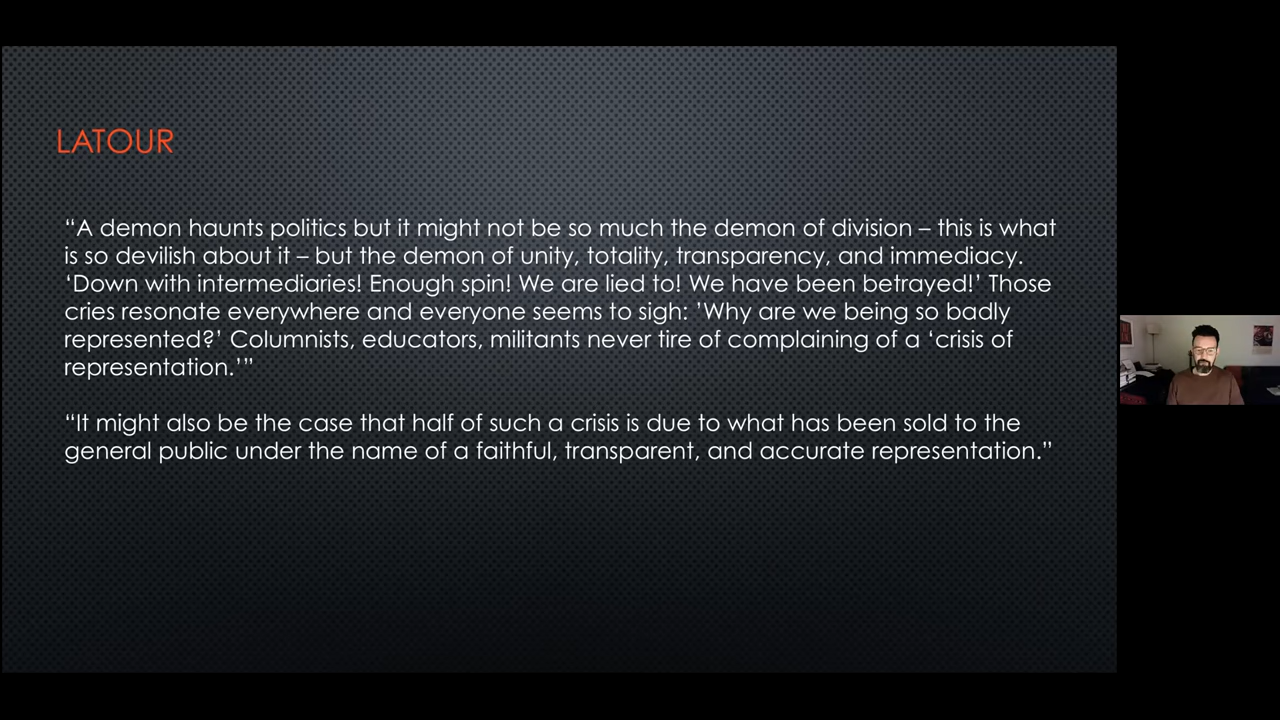 LATOUR
“A demon haunts politics but it might not be so much the demon of division – this is what
is so devilish about it – but the demon of unity, totality, transparency, and immediacy.
‘Down with intermediaries! Enough spin! We are lied to! We have been betrayed!’ Those
cries resonate everywhere and everyone seems to sigh: ’Why are we being so badly
represented?’ Columnists, educators, militants never tire of complaining of a ‘crisis of
representation.’”
“It might also be the case that half of such a crisis is due to what has been sold to the
general public under the name of a faithful, transparent, and accurate representation.”